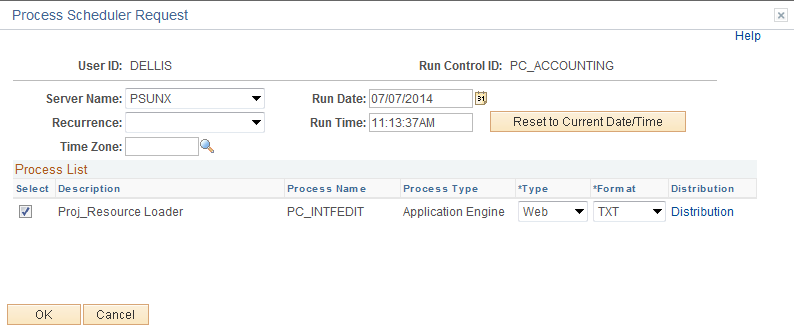 Process Scheduler Request
Help
User ID: DELLIS Run Control ID: PC_ACCOUNTING
Server Name: PSUNX Run Date: 07/07/2014 31
Recurrence: Run Time: 11:13:37AM Reset to Current Date/Time
Time Zone:
Process List
Select Description Process Name Process Type *Type *Format Distribution
Proj_Resource Loader PC_INTFEDIT Application Engine Web TXT Distribution
OK Cancel